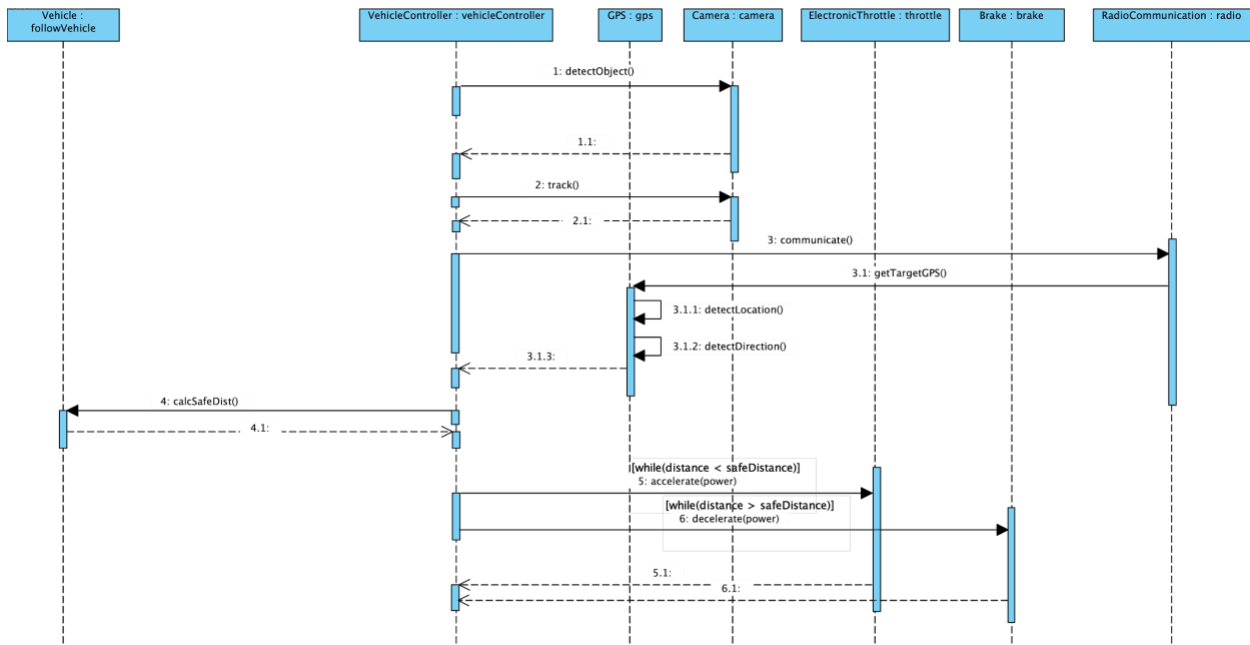 Vehicle :
followVehicle
VehicleController : vehicleController
GPS : gps
Camera : camera
ElectronicThrottle : throttle
Brake : brake
RadioCommunication : radio
1: detectObject()
1.1:
2: track()
2.1:
3: communicate()
3.1: getTargetGPS()
3.1.1: detectLocation()
3.1.2: detectDirection()
3.1.3:
4: calcSafeDist()
4.1:
[while(distance < safeDistance)]
5: accelerate(power)
[while(distance > safeDistance)]
6: decelerate(power)
5.1:
6.1: